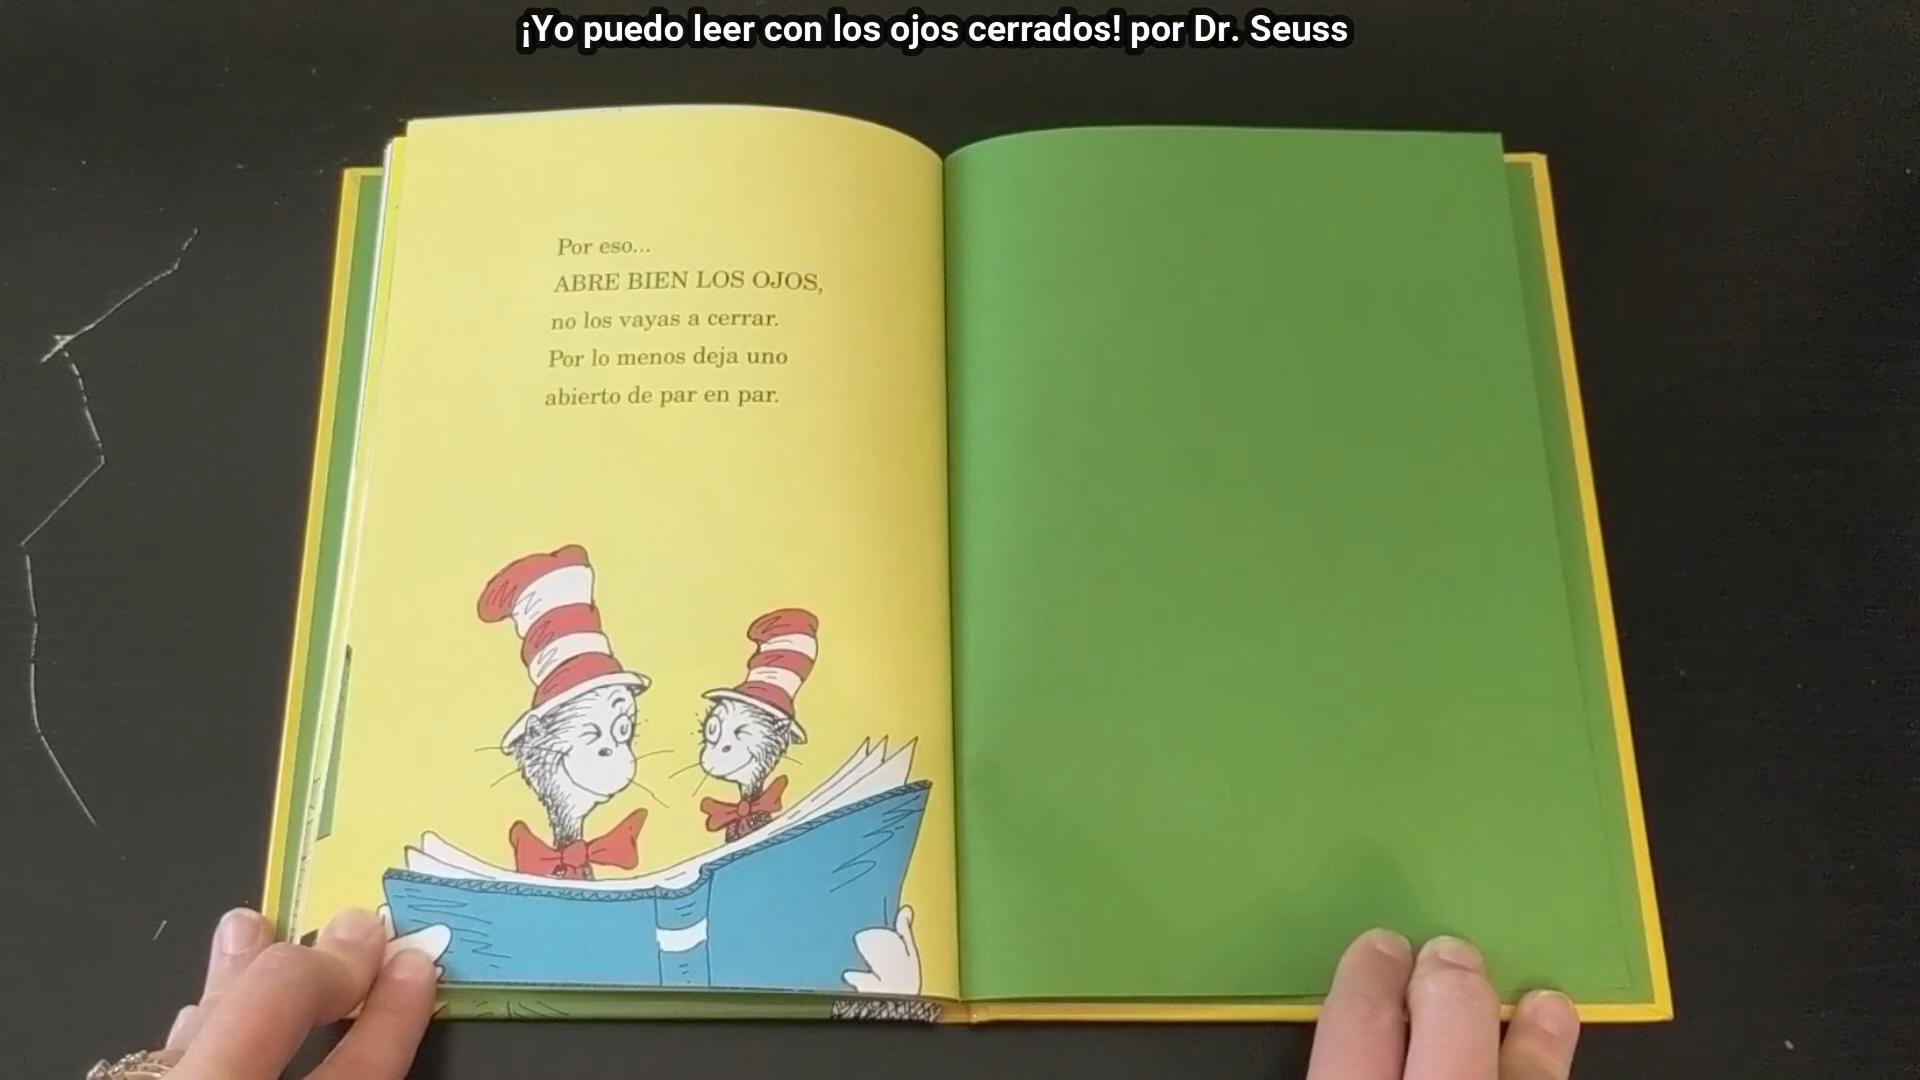 ¡Yo puedo leer con los ojos cerrados! por Dr. Seuss
Por eso...
ABRE BIEN LOS OJOS,
no los vayas a cerrar.
Por lo menos deja uno
abierto de par en par.